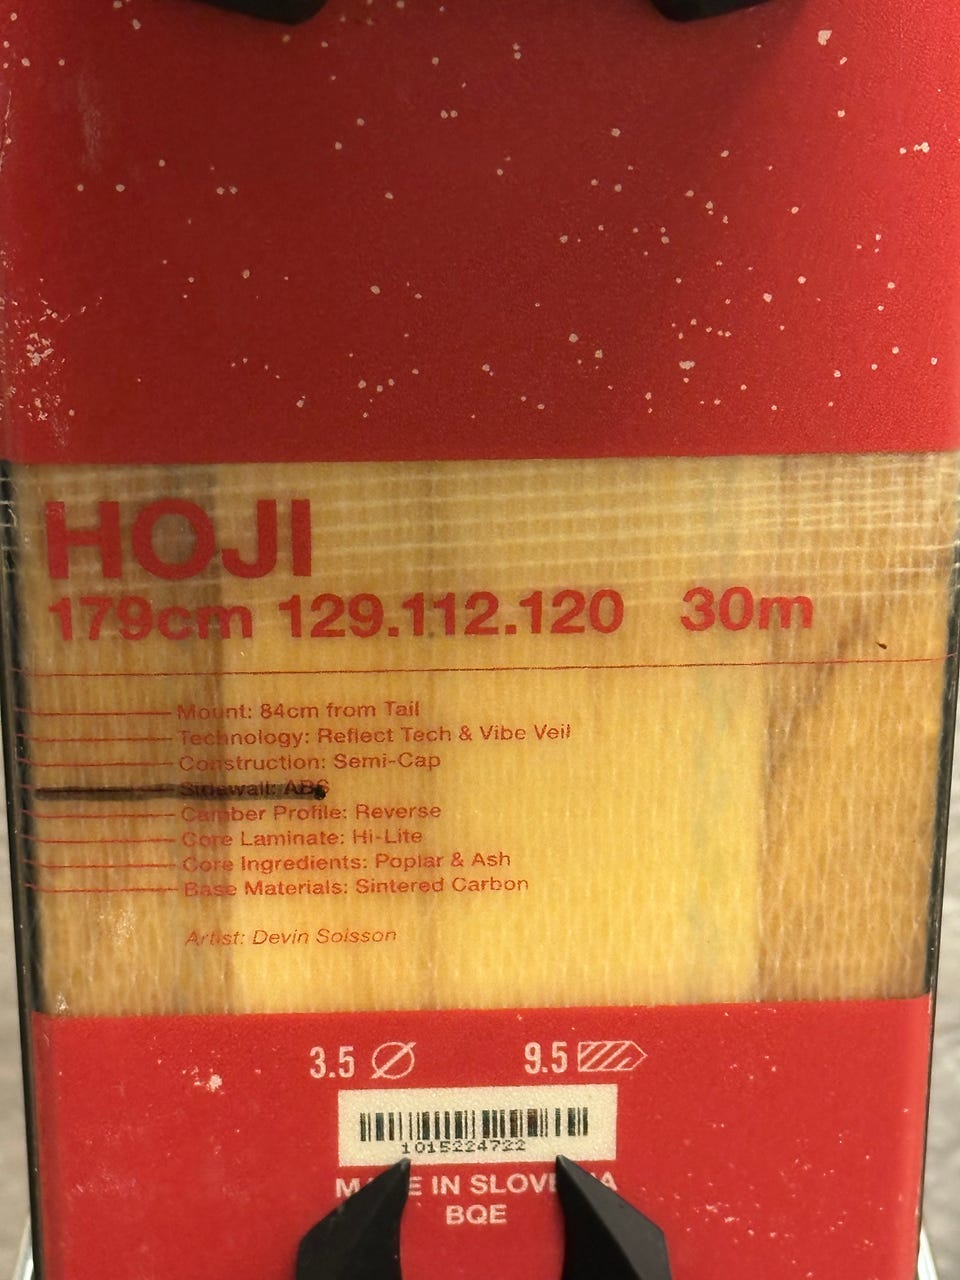 HOJI
179cm 129.112.120 30m
Mount: 84cm from Tail
Technology: Reflect Tech & Vibe Veil
Construction: Semi-Cap
Sidewall: ABS
Camber Profile: Reverse
Core Laminate: Hi-Lite
Core Ingredients: Poplar & Ash
Base Materials: Sintered Carbon
Artist: Devin Soisson
3.5 9.5
1015224722
IN
BQE